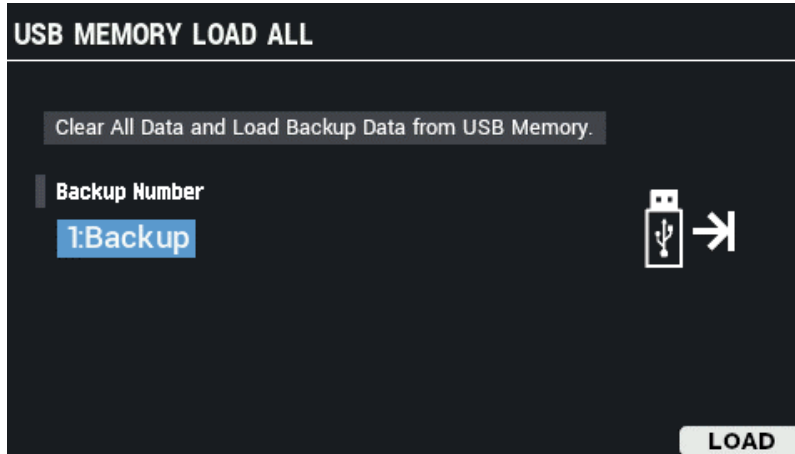 USB MEMORY LOAD ALL
Clear All Data and Load Backup Data from USB Memory.
Backup Number
1:Backup
LOAD